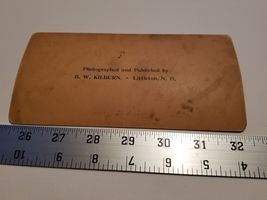 Photographed and Published by
B. W. KILBURN. - Littleton, N. H.
26 27 28 29 30 31 32